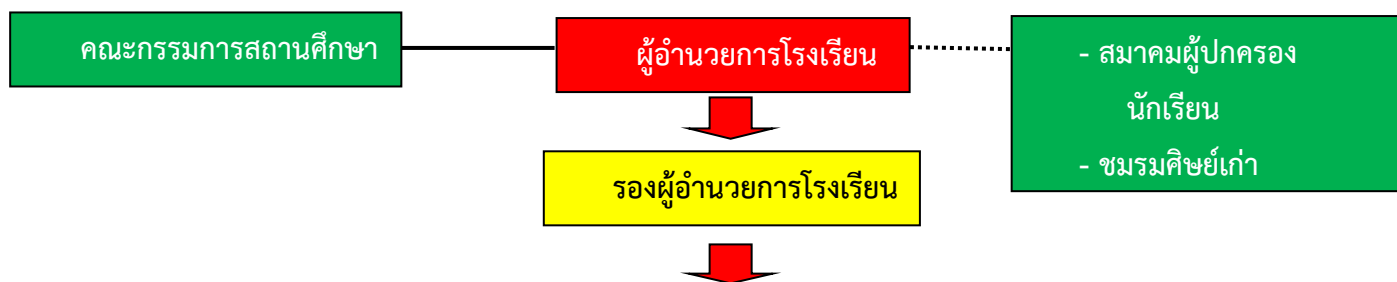 คณะกรรมการสถานศึกษา
ผู้อำนวยการโรงเรียน
- สมาคมผู้ปกครอง
นักเรียน
- ชมรมศิษย์เก่า
รองผู้อำนวยการโรงเรียน